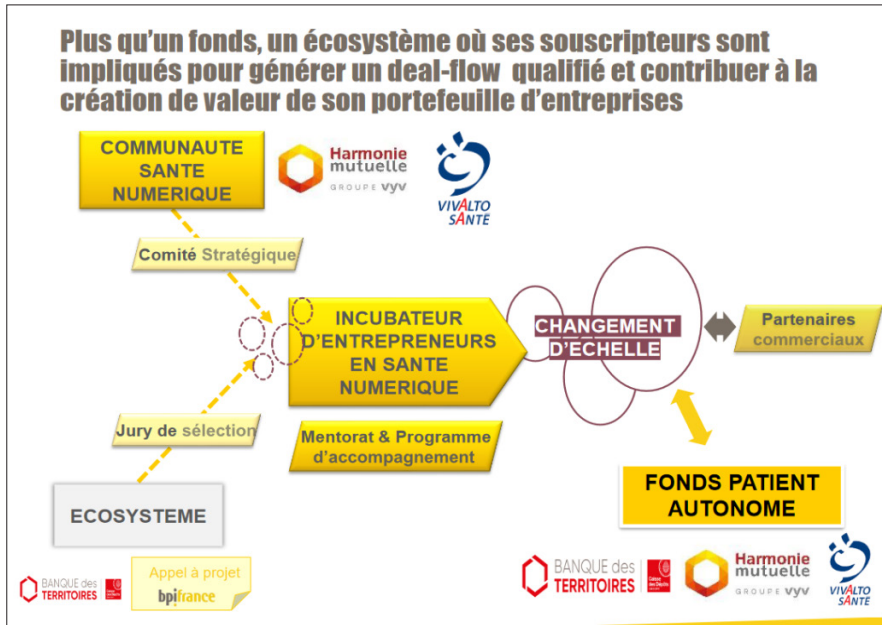 Plus qu'un fonds, un écosystème où ses souscripteurs sont
impliqués pour générer un deal-flow qualifié et contribuer à la
création de valeur de son portefeuille d'entreprises
COMMUNAUTE
SANTE
NUMERIQUE
Harmonie
mutuelle
GROUPE vyv
VIVALTO
SANTÉ
Comité Stratégique
INCUBATEUR
D'ENTREPRENEURS
EN SANTE
NUMERIQUE
CHANGEMENT
D'ECHELLE
Partenaires
commerciaux
Jury de sélection
Mentorat & Programme
d'accompagnement
ECOSYSTEME
FONDS PATIENT
AUTONOME
BANQUE des
TERRITOIRES
Appel à projet
bpifrance
BANQUE des
TERRITOIRES
Harmonie
mutuelle
GROUPE vyv
VIVALTO
SANTÉ